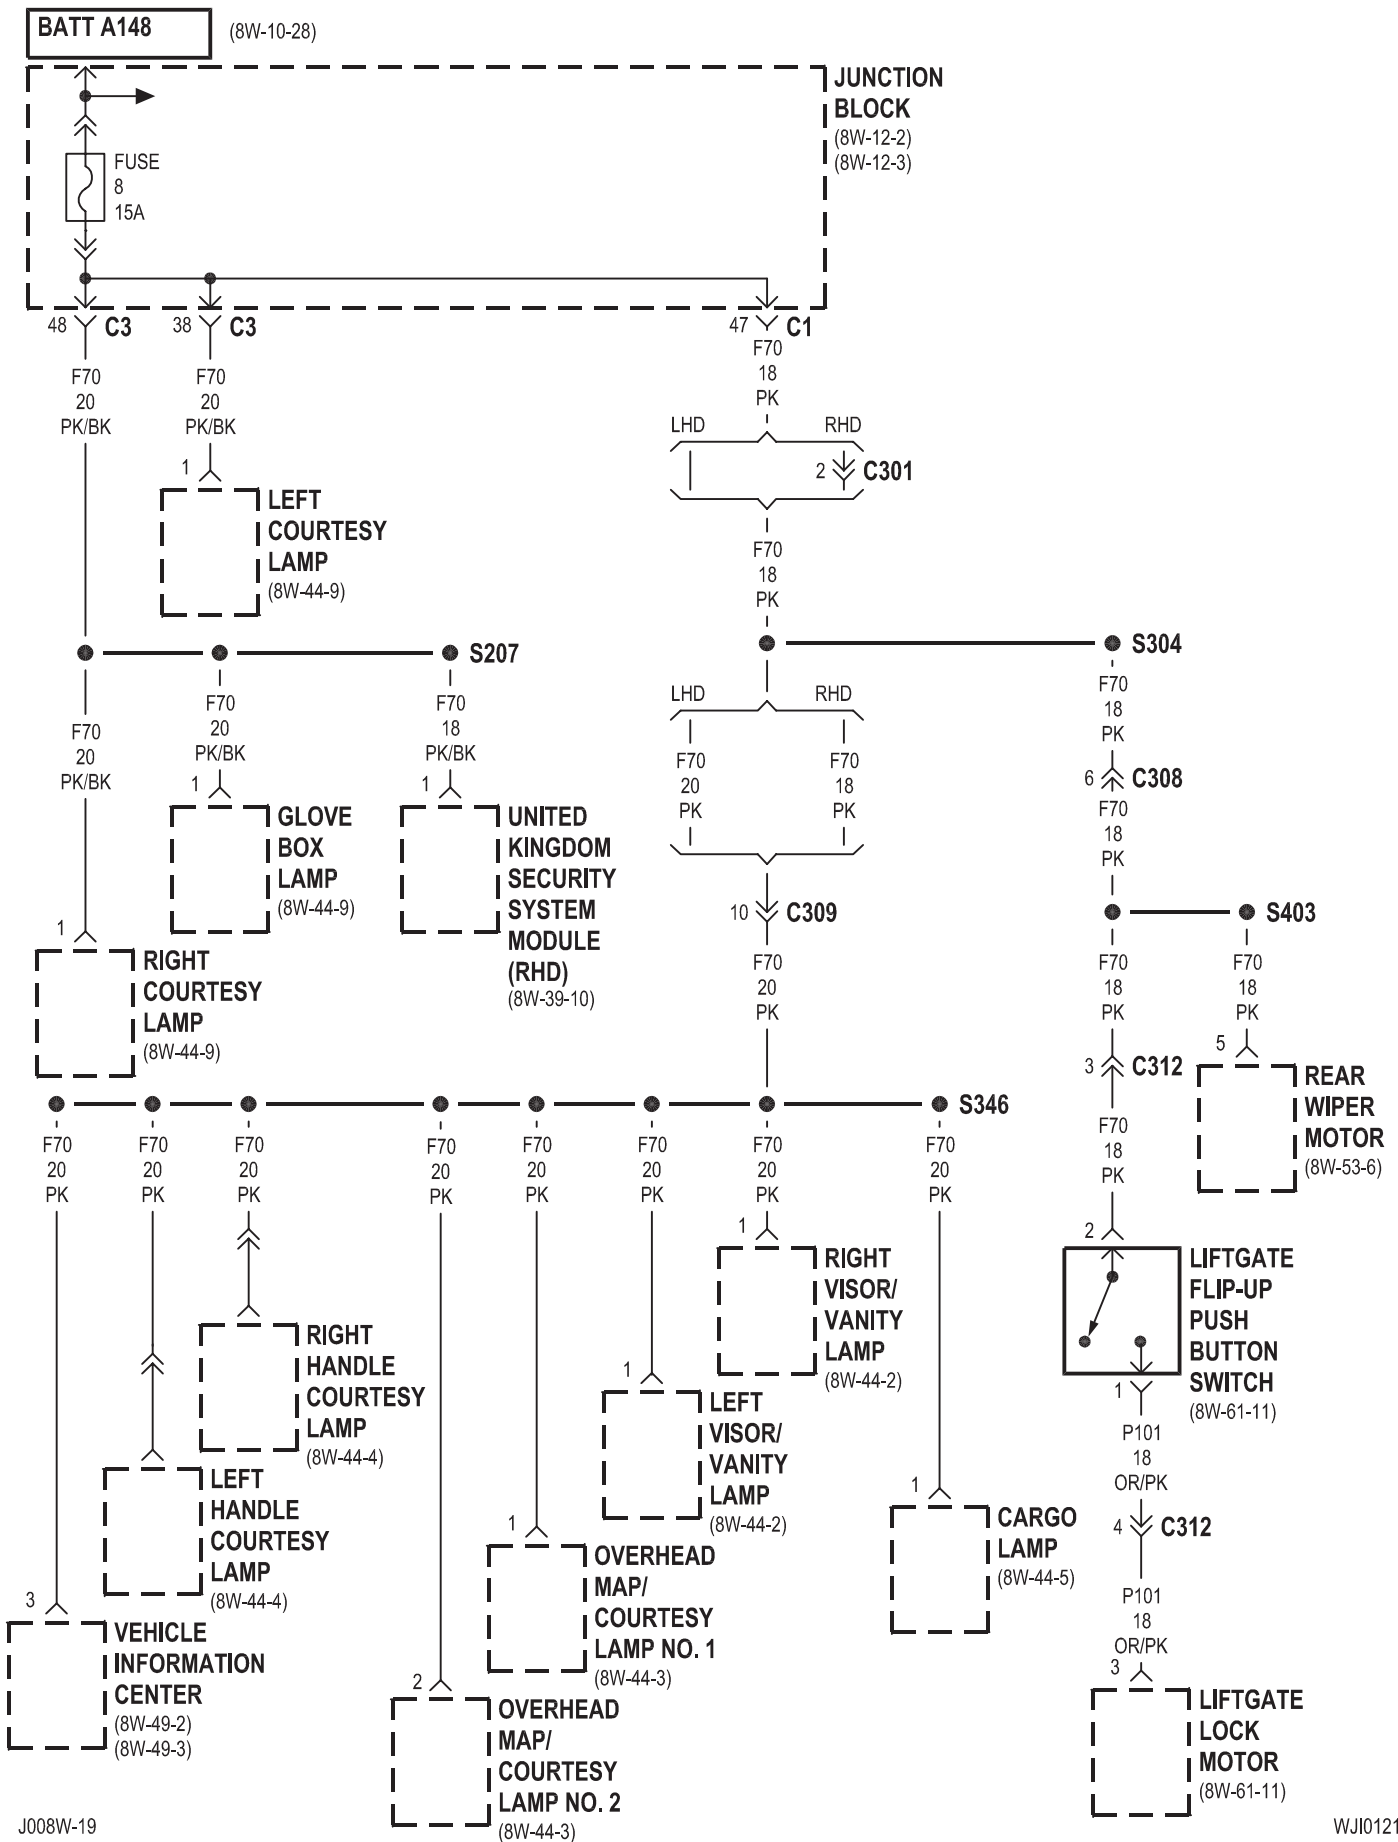 BATT A148
(8W-10-28)
JUNCTION
BLOCK
(8W-12-2)
(8W-12-3)
FUSE
8
15A
48
C3
38
C3
47
C1
F70
20
PK/BK
F70
20
PK/BK
F70
18
PK
LHD
RHD
2
C301
1
LEFT
COURTESY
LAMP
(8W-44-9)
F70
18
PK
S207
S304
F70
20
PK/BK
F70
20
PK/BK
F70
18
PK/BK
LHD
RHD
F70
20
PK
F70
18
PK
F70
18
PK
6
C308
F70
18
PK
1
GLOVE
BOX
LAMP
(8W-44-9)
1
UNITED
KINGDOM
SECURITY
SYSTEM
MODULE
(RHD)
(8W-39-10)
10
C309
S403
1
RIGHT
COURTESY
LAMP
(8W-44-9)
F70
20
PK
F70
18
PK
F70
18
PK
3
C312
5
REAR
WIPER
MOTOR
(8W-53-6)
S346
F70
20
PK
F70
20
PK
F70
20
PK
F70
20
PK
F70
20
PK
F70
20
PK
F70
20
PK
F70
20
PK
F70
18
PK
1
RIGHT
VISOR/
VANITY
LAMP
(8W-44-2)
2
LIFTGATE
FLIP-UP
PUSH
BUTTON
SWITCH
(8W-61-11)
1
RIGHT
HANDLE
COURTESY
LAMP
(8W-44-4)
1
LEFT
VISOR/
VANITY
LAMP
(8W-44-2)
P101
18
OR/PK
LEFT
HANDLE
COURTESY
LAMP
(8W-44-4)
1
CARGO
LAMP
(8W-44-5)
4
C312
1
OVERHEAD
MAP/
COURTESY
LAMP NO. 1
(8W-44-3)
P101
18
OR/PK
3
VEHICLE
INFORMATION
CENTER
(8W-49-2)
(8W-49-3)
2
OVERHEAD
MAP/
COURTESY
LAMP NO. 2
(8W-44-3)
3
LIFTGATE
LOCK
MOTOR
(8W-61-11)
J008W-19
WJI0121